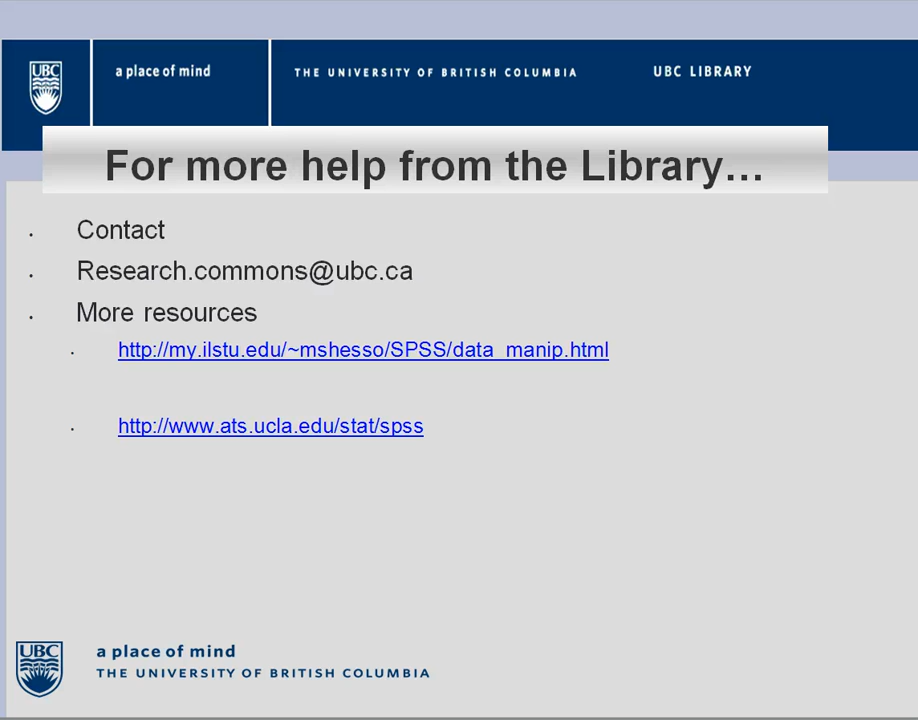 UBC
a place of mind
THE UNIVERSITY OF BRITISH COLUMBIA
UBC LIBRARY
For more help from the Library...
• Contact
• Research.commons@ubc.ca
• More resources
• http://my.ilstu.edu/~mshesso/SPSS/data_manip.html
• http://www.ats.ucla.edu/stat/spss
UBC
a place of mind
THE UNIVERSITY OF BRITISH COLUMBIA